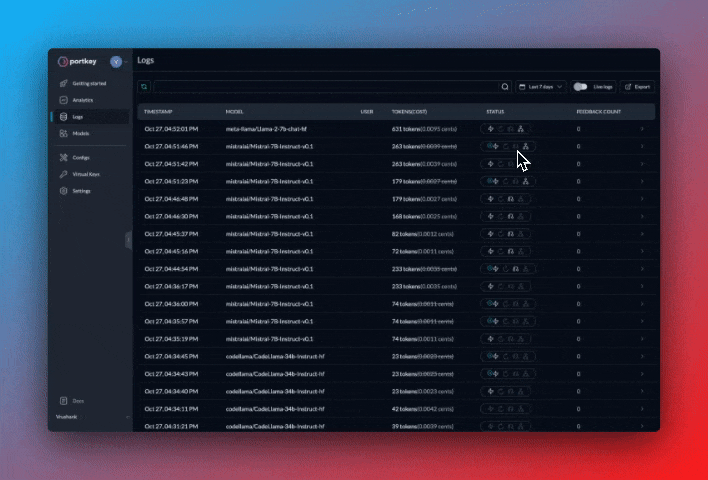 portkey
V
Logs
Getting started
Analytics
Logs
Models
Configs
Virtual Keys
Settings
Docs
Last 7 days
Live logs
Export
TIMESTAMP MODEL USER TOKENS(COST) STATUS FEEDBACK COUNT
Oct 27, 04:52:01 PM meta-llama/Llama-2-7b-chat-hf 631 tokens(0.0095 cents) 0
Oct 27, 04:51:46 PM mistralai/Mistral-7B-Instruct-v0.1 263 tokens(0.0039 cents) 0
Oct 27, 04:51:42 PM mistralai/Mistral-7B-Instruct-v0.1 263 tokens(0.0039 cents) 0
Oct 27, 04:51:23 PM mistralai/Mistral-7B-Instruct-v0.1 179 tokens(0.0027 cents) 0
Oct 27, 04:46:48 PM mistralai/Mistral-7B-Instruct-v0.1 179 tokens(0.0027 cents) 0
Oct 27, 04:46:30 PM mistralai/Mistral-7B-Instruct-v0.1 168 tokens(0.0025 cents) 0
Oct 27, 04:45:37 PM mistralai/Mistral-7B-Instruct-v0.1 82 tokens(0.0012 cents) 0
Oct 27, 04:45:16 PM mistralai/Mistral-7B-Instruct-v0.1 72 tokens(0.0011 cents) 0
Oct 27, 04:44:54 PM mistralai/Mistral-7B-Instruct-v0.1 233 tokens(0.0035 cents) 0
Oct 27, 04:36:17 PM mistralai/Mistral-7B-Instruct-v0.1 233 tokens(0.0035 cents) 0
Oct 27, 04:36:00 PM mistralai/Mistral-7B-Instruct-v0.1 74 tokens(0.0011 cents) 0
Oct 27, 04:35:57 PM mistralai/Mistral-7B-Instruct-v0.1 74 tokens(0.0011 cents) 0
Oct 27, 04:35:19 PM mistralai/Mistral-7B-Instruct-v0.1 74 tokens(0.0011 cents) 0
Oct 27, 04:34:45 PM codellama/CodeLlama-34b-Instruct-hf 23 tokens(0.0023 cents) 0
Oct 27, 04:34:43 PM codellama/CodeLlama-34b-Instruct-hf 23 tokens(0.0023 cents) 0
Oct 27, 04:34:40 PM codellama/CodeLlama-34b-Instruct-hf 23 tokens(0.0023 cents) 0
Oct 27, 04:34:11 PM codellama/CodeLlama-34b-Instruct-hf 42 tokens(0.0042 cents) 0
Oct 27, 04:31:21 PM codellama/CodeLlama-34b-Instruct-hf 39 tokens(0.0039 cents) 0